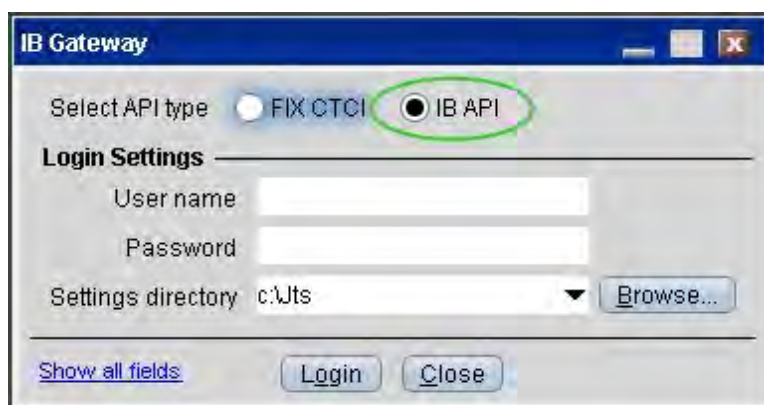 IB Gateway
Select API type FIX CTCI IB API
Login Settings
User name
Password
Settings directory c:\Jts Browse...
Show all fields Login Close